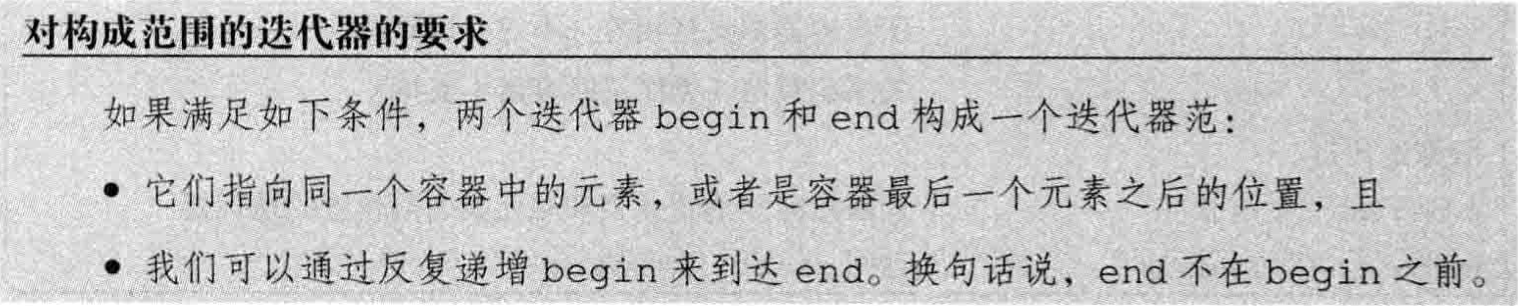 对构成范围的迭代器的要求
如果满足如下条件，两个迭代器 begin 和 end 构成一个迭代器范：
● 它们指向同一个容器中的元素，或者是容器最后一个元素之后的位置，且
● 我们可以通过反复递增 begin 来到达 end。换句话说，end 不在 begin 之前。